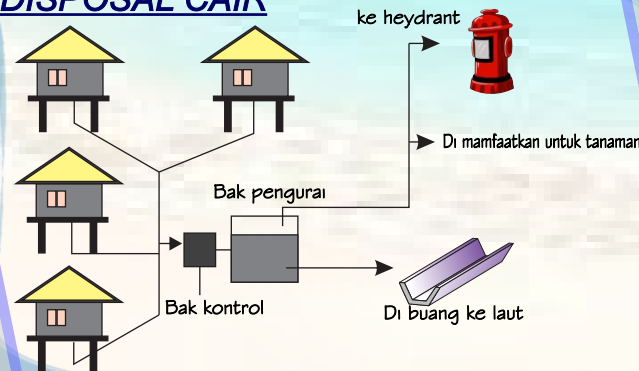 DISPOSAL CAIR
ke heydrant
Di mamfaatkan untuk tanaman
Bak pengurai
Bak kontrol
Di buang ke laut